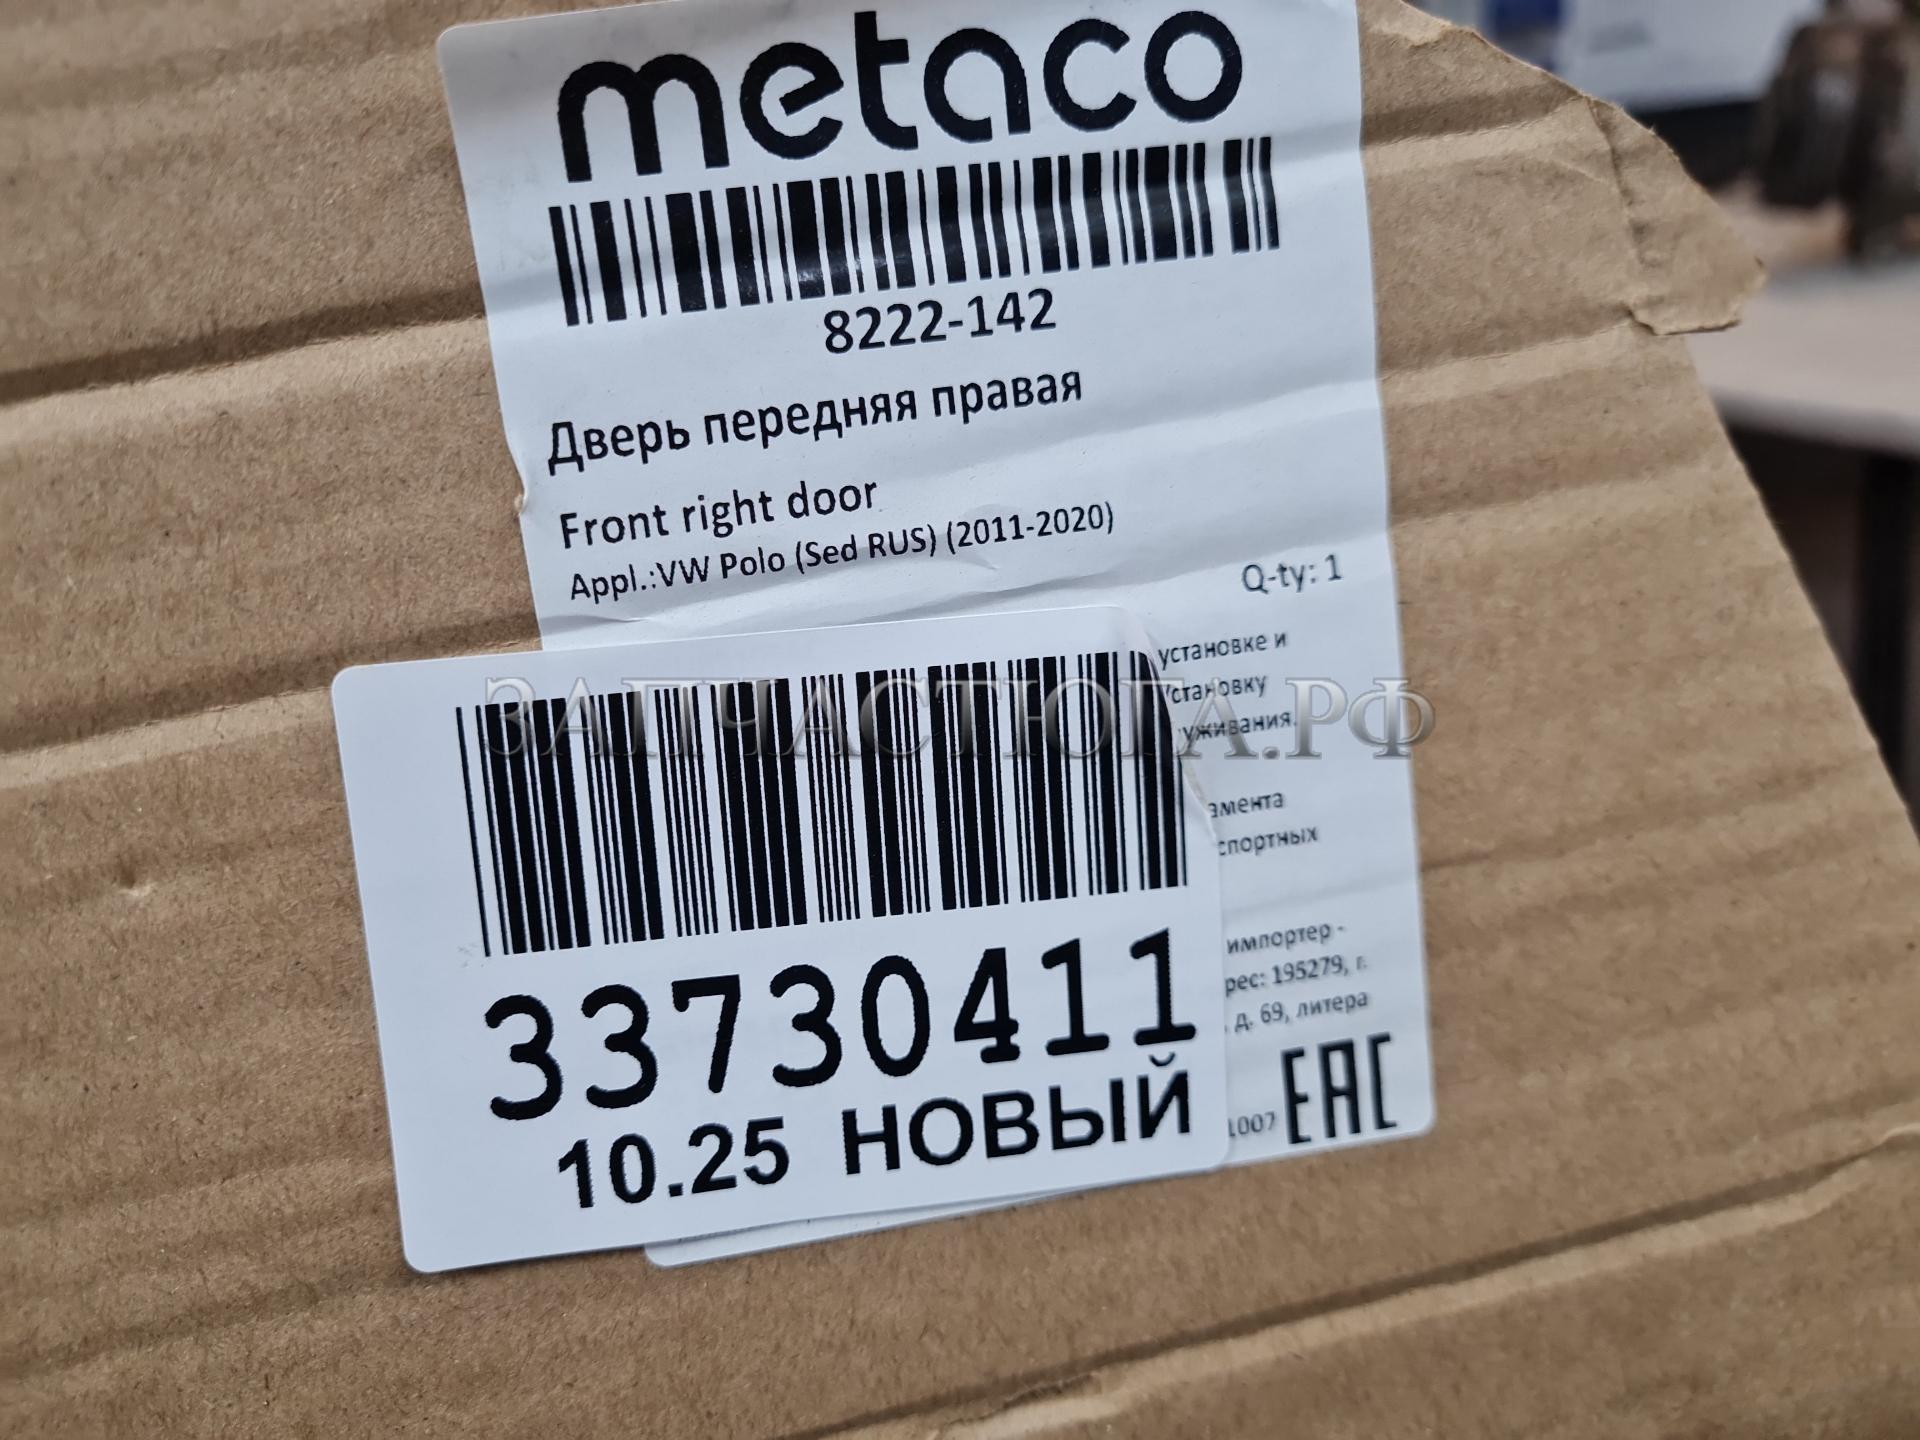 metaco
8222-142
Дверь передняя правая
Front right door
Appl.:VW Polo (Sed RUS) (2011-2020)
Q-ty: 1
установке и
установку
уживания.
ЗАПЧАСТЮГА.РФ
амента
спортных
импортер -
рес: 195279, г.
д. 69, литера
1007 EAC
33730411
10.25 НОВЫЙ